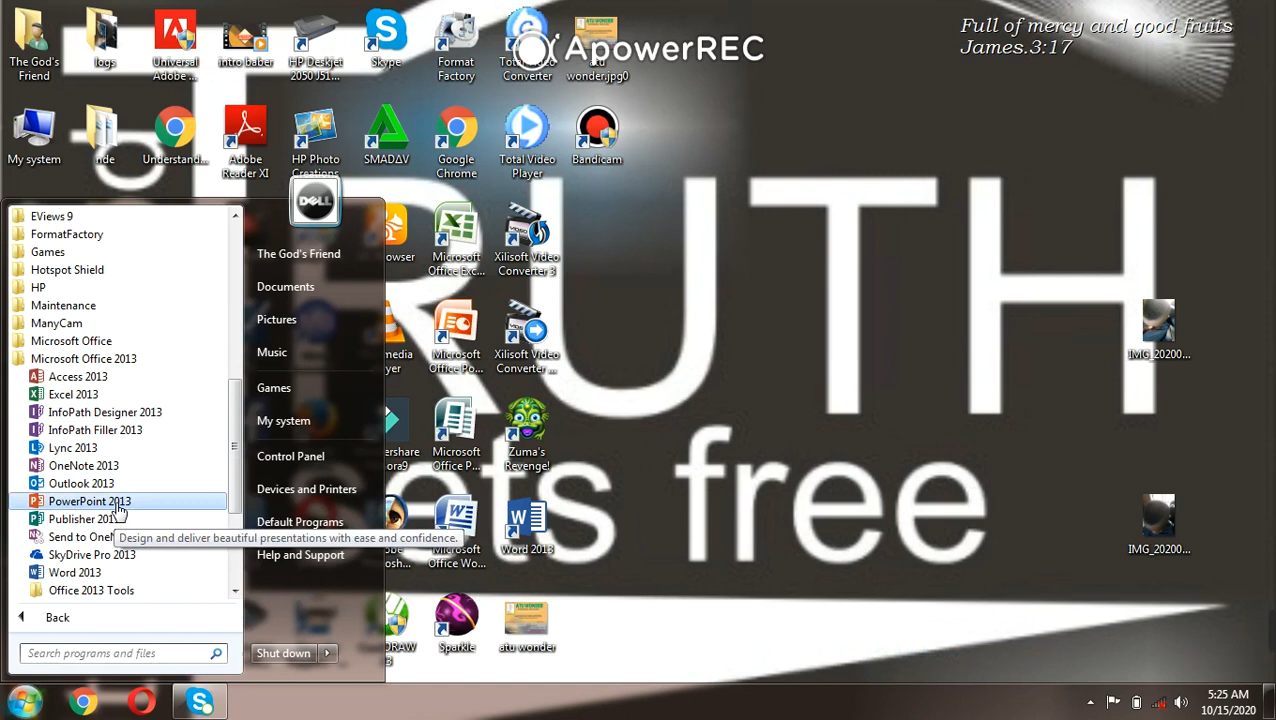 Full of mercy and good fruits
James.3:17
ApowerREC
The God's
Friend
logs
Universal
Adobe ...
intro baber
HP Deskjet
2050 J51...
Skype
Format
Factory
Converter
wonder.jpg0
My system
Understand...
Adobe
Reader XI
HP Photo
Creations
SMADΔV
Google
Chrome
Total Video
Player
Bandicam
RUTH
ets free
DELL
EViews 9
FormatFactory
Games
Hotspot Shield
HP
Maintenance
ManyCam
Microsoft Office
Microsoft Office 2013
Access 2013
Excel 2013
InfoPath Designer 2013
InfoPath Filler 2013
Lync 2013
OneNote 2013
Outlook 2013
PowerPoint 2013
Publisher
Send to
Design and deliver beautiful presentations with ease and confidence.
SkyDrive Pro 2013
Word 2013
Office 2013 Tools
Back
Search programs and files
The God's Friend
Documents
Pictures
Music
Games
My system
Control Panel
Devices and Printers
Default Programs
Help and Support
Shut down
Microsoft
Office Exc...
Xilisoft Video
Converter 3
Microsoft
Office Po...
Xilisoft Video
Converter ...
Microsoft
Office P...
Zuma's
Revenge!
Microsoft
Office Wo...
Word 2013
Sparkle
atu wonder
IMG_20200...
IMG_20200...
5:25 AM
10/15/2020